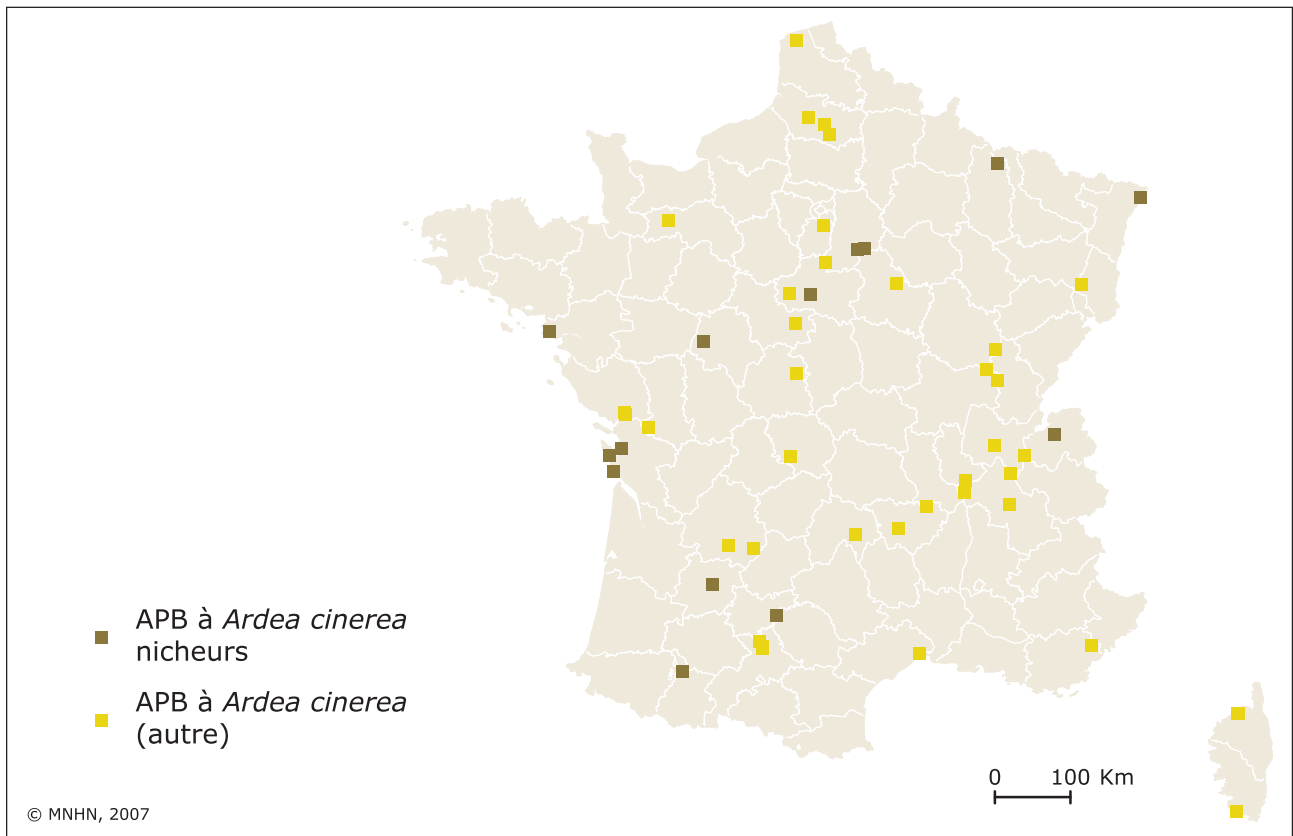 APB à Ardea cinerea
nicheurs
APB à Ardea cinerea
(autre)
0 100 Km
© MNHN, 2007